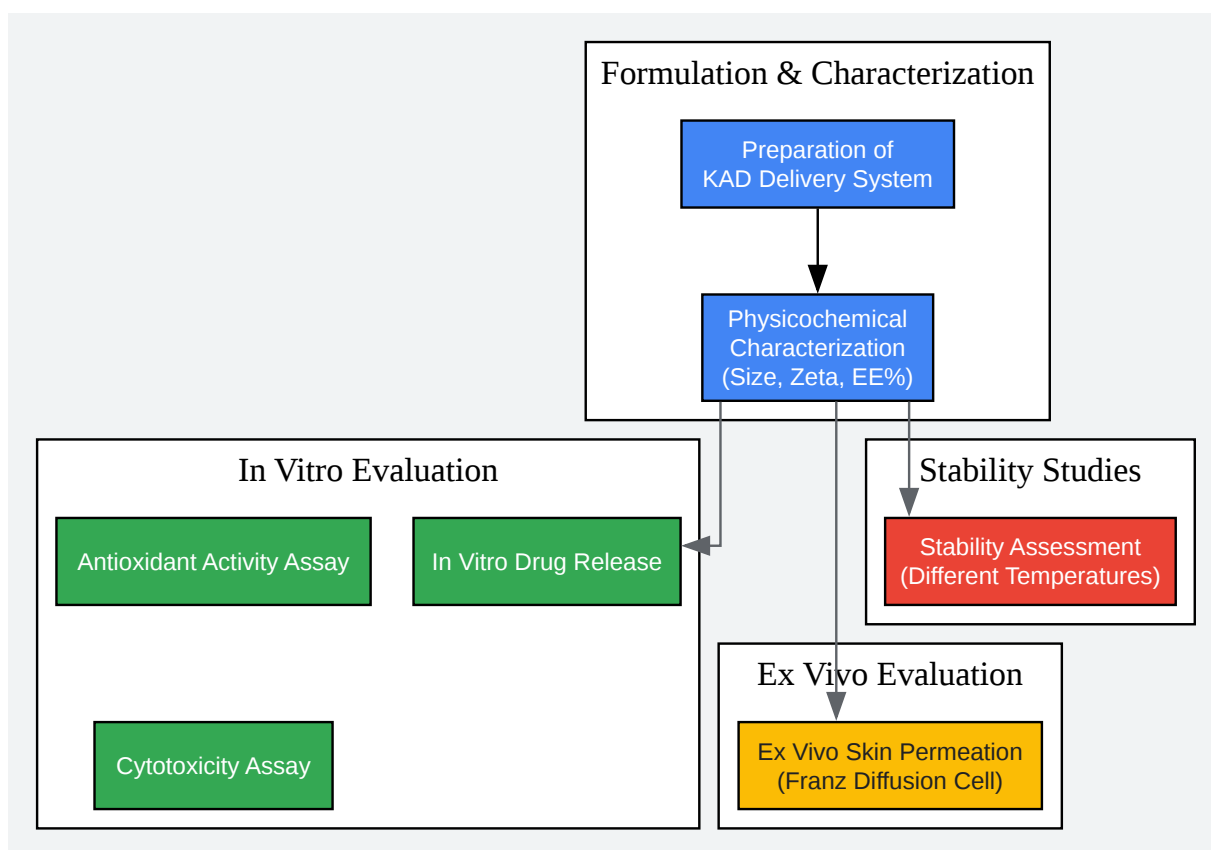 Formulation & Characterization
Preparation of
KAD Delivery System
Physicochemical
Characterization
(Size, Zeta, EE%)
In Vitro Evaluation
Antioxidant Activity Assay
In Vitro Drug Release
Cytotoxicity Assay
Stability Studies
Stability Assessment
(Different Temperatures)
Ex Vivo Evaluation
Ex Vivo Skin Permeation
(Franz Diffusion Cell)